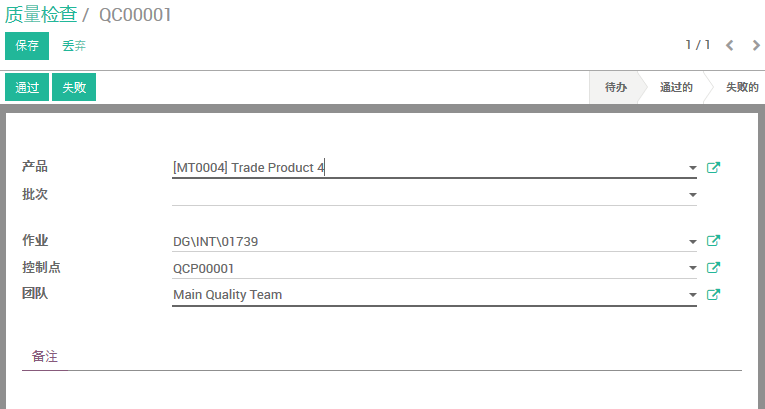 质量检查 / QC00001
保存 丢弃 1 / 1
通过 失败 待办 通过的 失败的
产品 [MT0004] Trade Product 4
批次
作业 DG\INT\01739
控制点 QCP00001
团队 Main Quality Team
备注